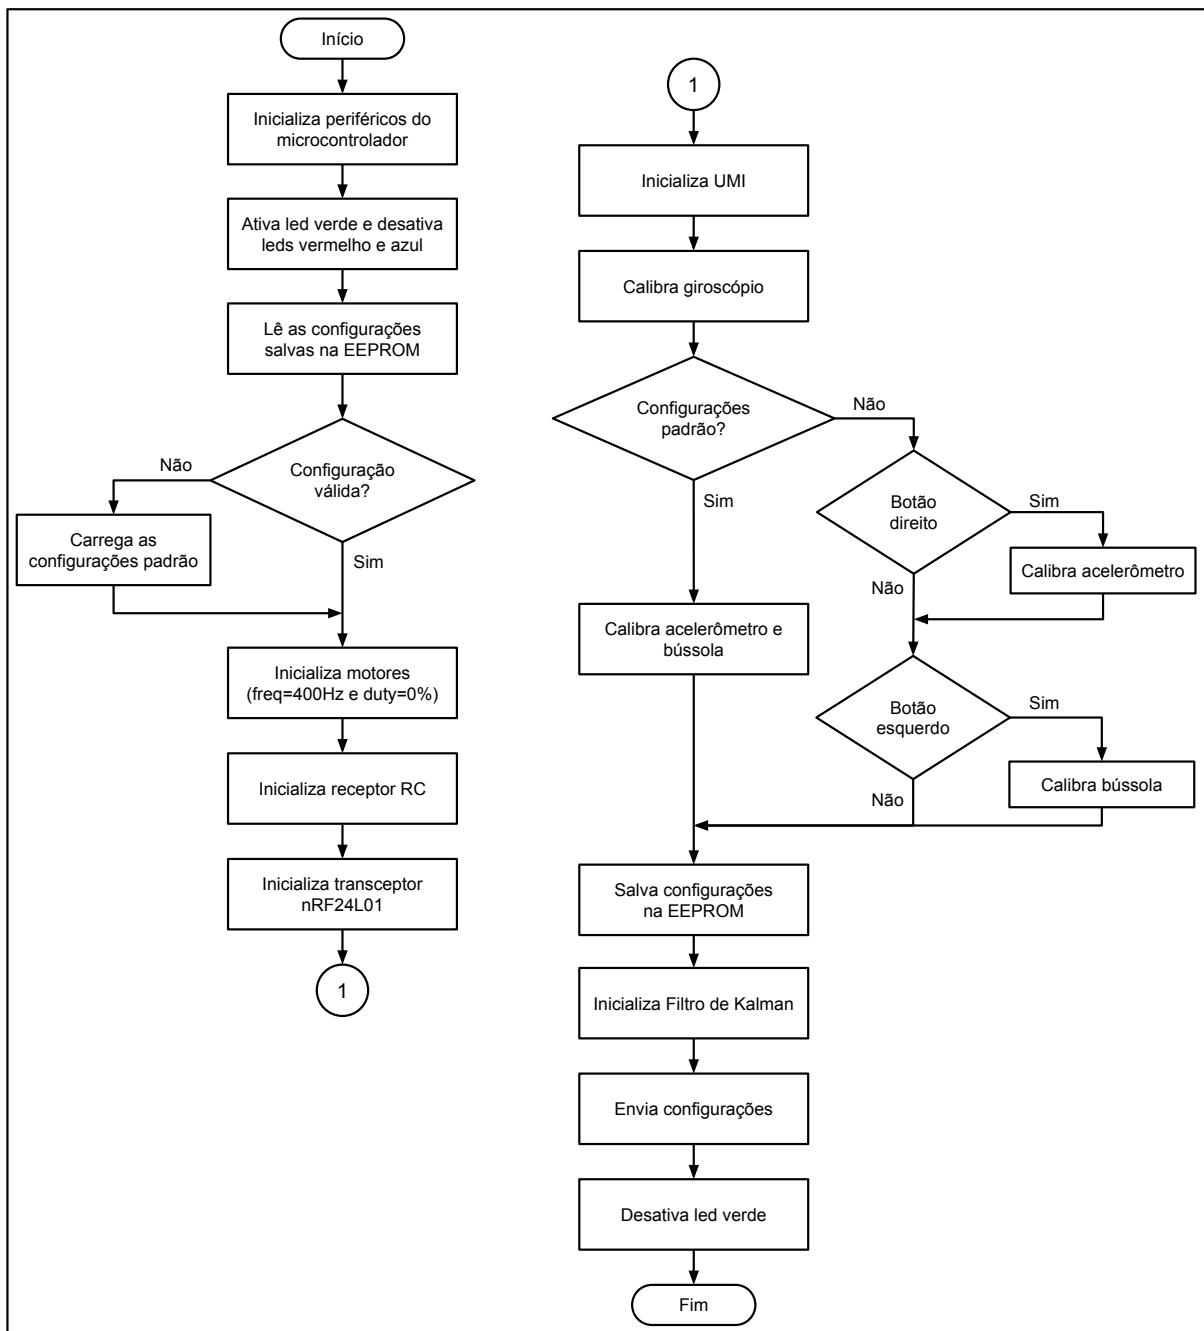 Início
Inicializa periféricos do
microcontrolador
Ativa led verde e desativa
leds vermelho e azul
Lê as configurações
salvas na EEPROM
Configuração
válida?
Não
Sim
Carrega as
configurações padrão
Inicializa motores
(freq=400Hz e duty=0%)
Inicializa receptor RC
Inicializa transceptor
nRF24L01
1
1
Inicializa UMI
Calibra giroscópio
Configurações
padrão?
Não
Sim
Botão
direito
Sim
Calibra acelerômetro
Não
Calibra acelerômetro e
bússola
Botão
esquerdo
Sim
Calibra bússola
Não
Salva configurações
na EEPROM
Inicializa Filtro de Kalman
Envia configurações
Desativa led verde
Fim